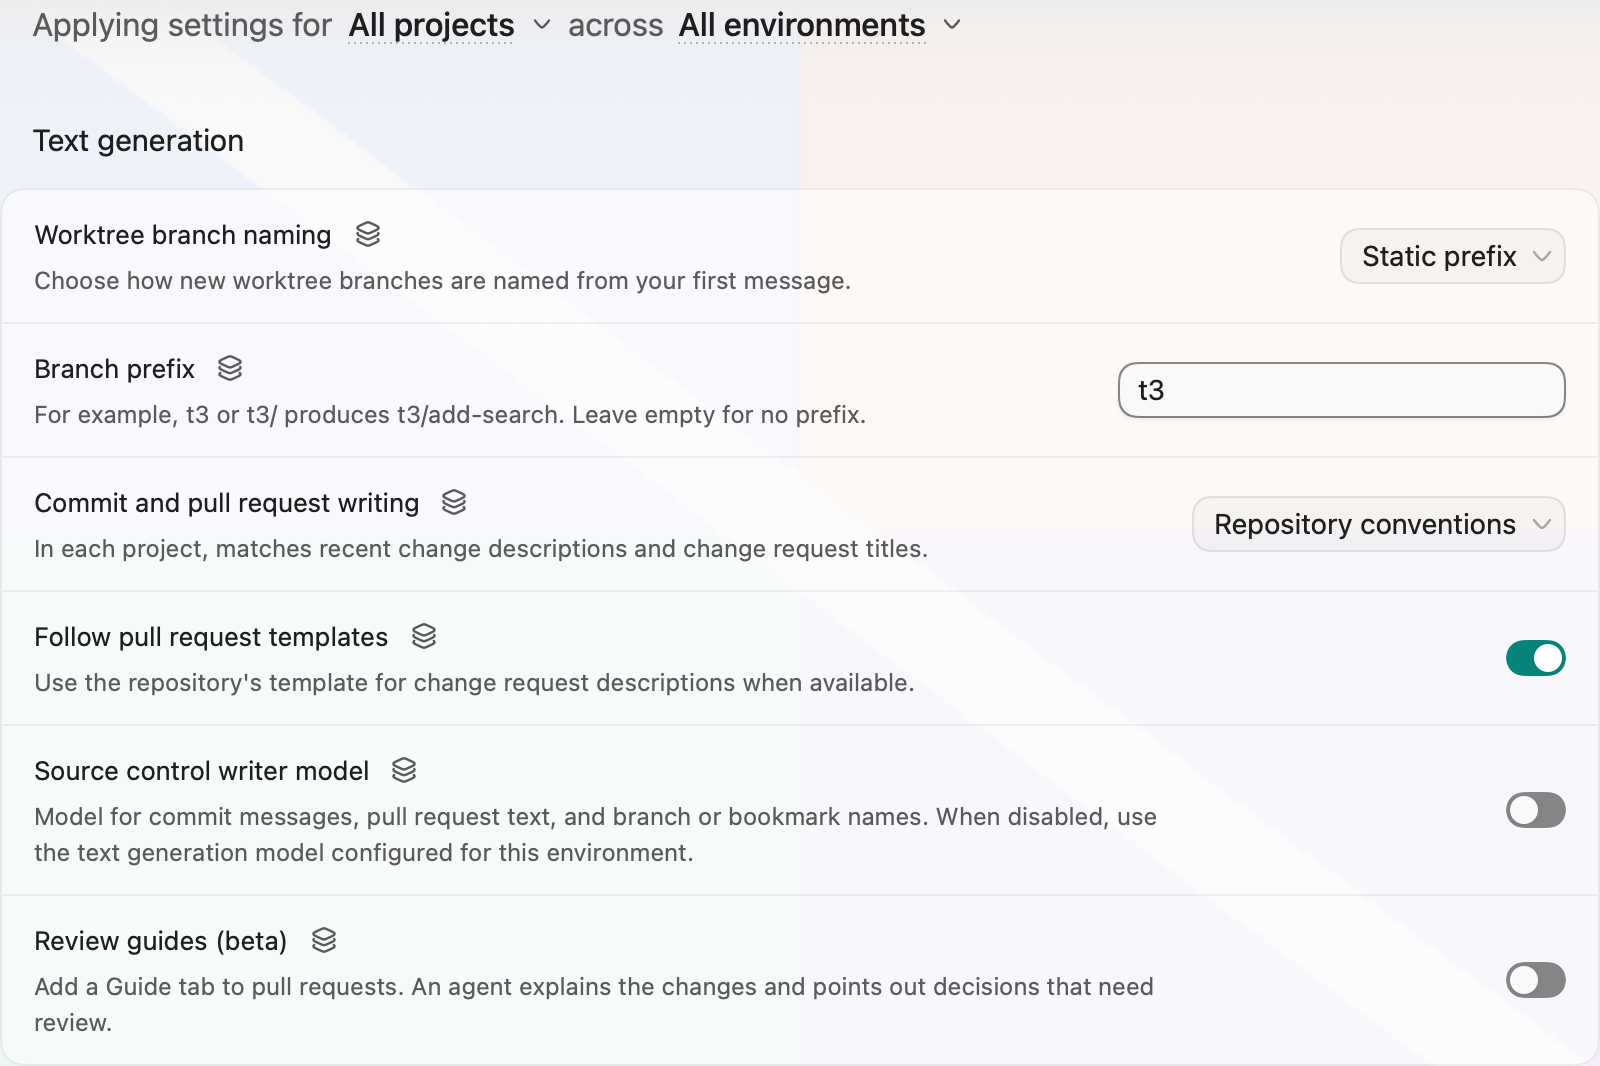 Applying settings for All projects across All environments
Text generation
Worktree branch naming
Choose how new worktree branches are named from your first message.
Static prefix
Branch prefix
For example, t3 or t3/ produces t3/add-search. Leave empty for no prefix.
t3
Commit and pull request writing
In each project, matches recent change descriptions and change request titles.
Repository conventions
Follow pull request templates
Use the repository's template for change request descriptions when available.
Source control writer model
Model for commit messages, pull request text, and branch or bookmark names. When disabled, use
the text generation model configured for this environment.
Review guides (beta)
Add a Guide tab to pull requests. An agent explains the changes and points out decisions that need
review.